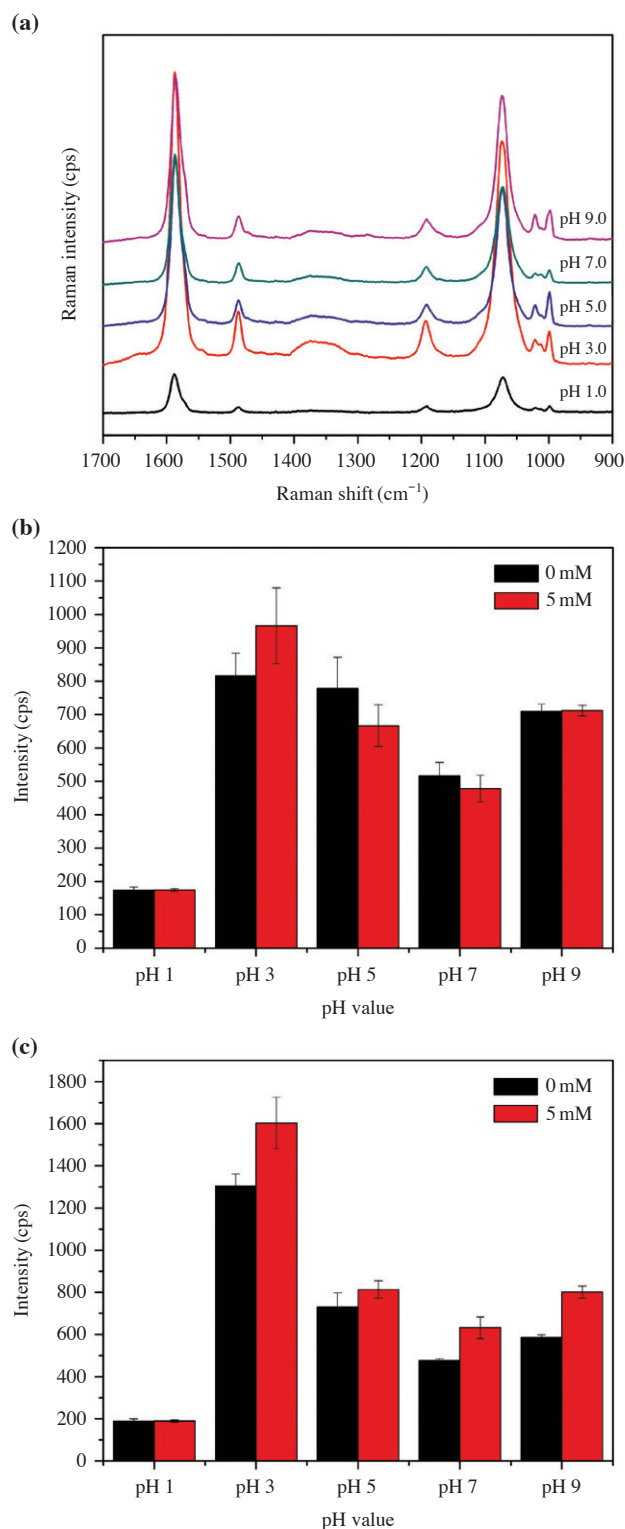 (a)
Raman intensity (cps)
pH 9.0
pH 7.0
pH 5.0
pH 3.0
pH 1.0
1700 1600 1500 1400 1300 1200 1100 1000 900
Raman shift (cm⁻¹)
(b)
1200
1100
1000
900
800
700
600
500
400
300
200
100
0
Intensity (cps)
0 mM
5 mM
pH 1 pH 3 pH 5 pH 7 pH 9
pH value
(c)
1800
1600
1400
1200
1000
800
600
400
200
0
Intensity (cps)
0 mM
5 mM
pH 1 pH 3 pH 5 pH 7 pH 9
pH value